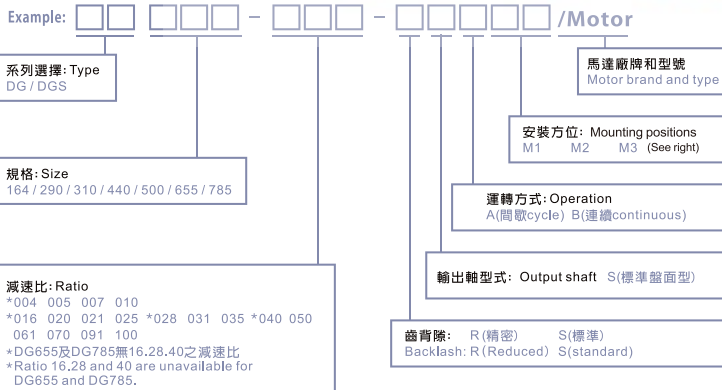 Example: □□ □□□ - □□□ - □□□□□ /Motor
系列選擇: Type
DG / DGS
馬達廠牌和型號
Motor brand and type
安裝方位: Mounting positions
M1 M2 M3 (See right)
規格: Size
164 / 290 / 310 / 440 / 500 / 655 / 785
運轉方式: Operation
A(間歇cycle) B(連續continuous)
輸出軸型式: Output shaft S(標準盤面型)
減速比: Ratio
*004 005 007 010
*016 020 021 025 *028 031 035 *040 050
061 070 091 100
*DG655及DG785無16.28.40之減速比
*Ratio 16.28 and 40 are unavailable for
DG655 and DG785.
齒背隙: R(精密) S(標準)
Backlash: R(Reduced) S(standard)